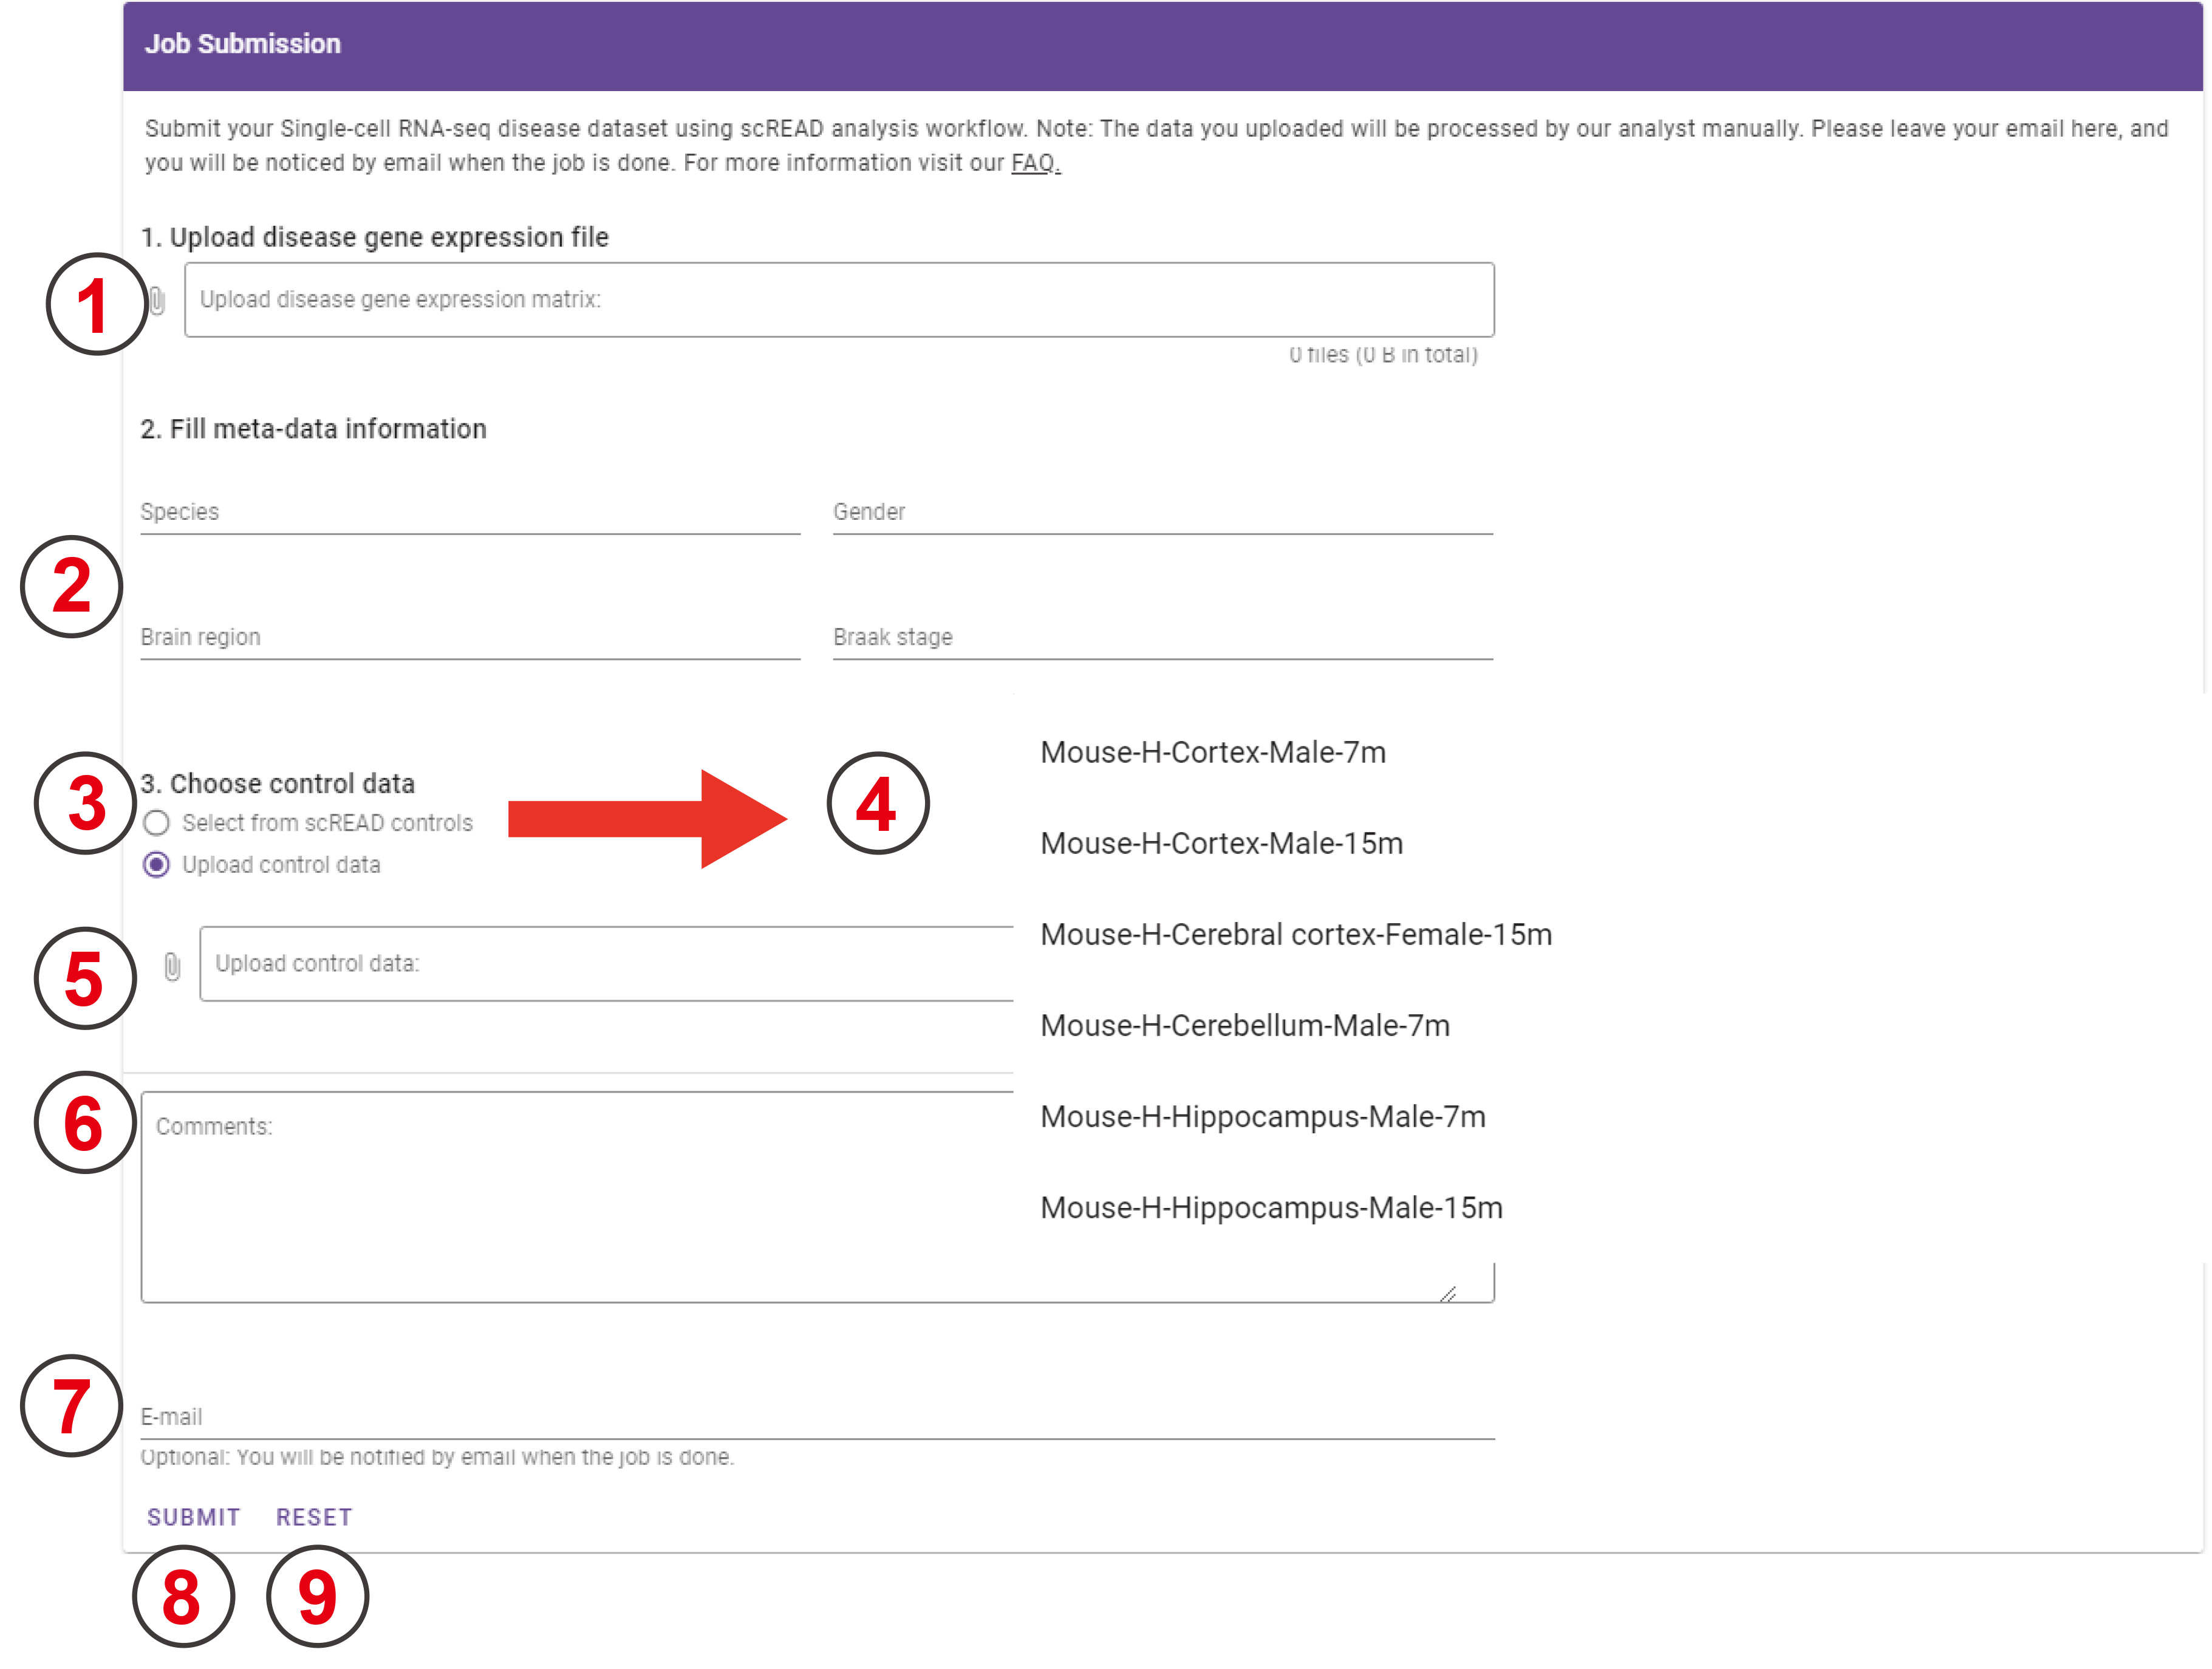 Job Submission
Submit your Single-cell RNA-seq disease dataset using scREAD analysis workflow. Note: The data you uploaded will be processed by our analyst manually. Please leave your email here, and
you will be noticed by email when the job is done. For more information visit our FAQ.
1. Upload disease gene expression file
1
Upload disease gene expression matrix:
0 files (0 B in total)
2. Fill meta-data information
Species
Gender
2
Brain region
Braak stage
3
3. Choose control data
Select from scREAD controls
Upload control data
4
Mouse-H-Cortex-Male-7m
Mouse-H-Cortex-Male-15m
Mouse-H-Cerebral cortex-Female-15m
Mouse-H-Cerebellum-Male-7m
Mouse-H-Hippocampus-Male-7m
Mouse-H-Hippocampus-Male-15m
5
Upload control data:
6
Comments:
7
E-mail
Optional: You will be notified by email when the job is done.
SUBMIT RESET
8 9